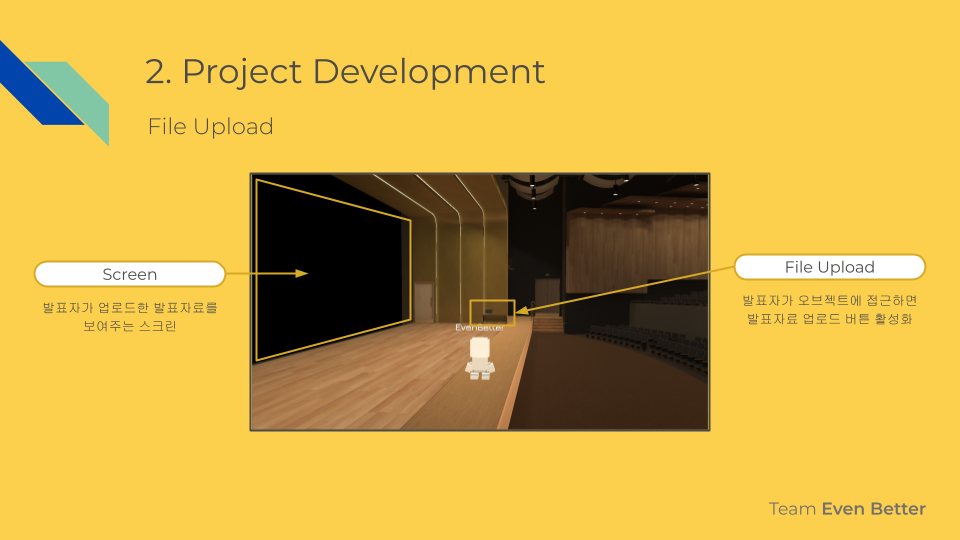 2. Project Development
File Upload
Screen
발표자가 업로드한 발표자료를
보여주는 스크린
Evenbetter
File Upload
발표자가 오브젝트에 접근하면
발표자료 업로드 버튼 활성화
Team Even Better